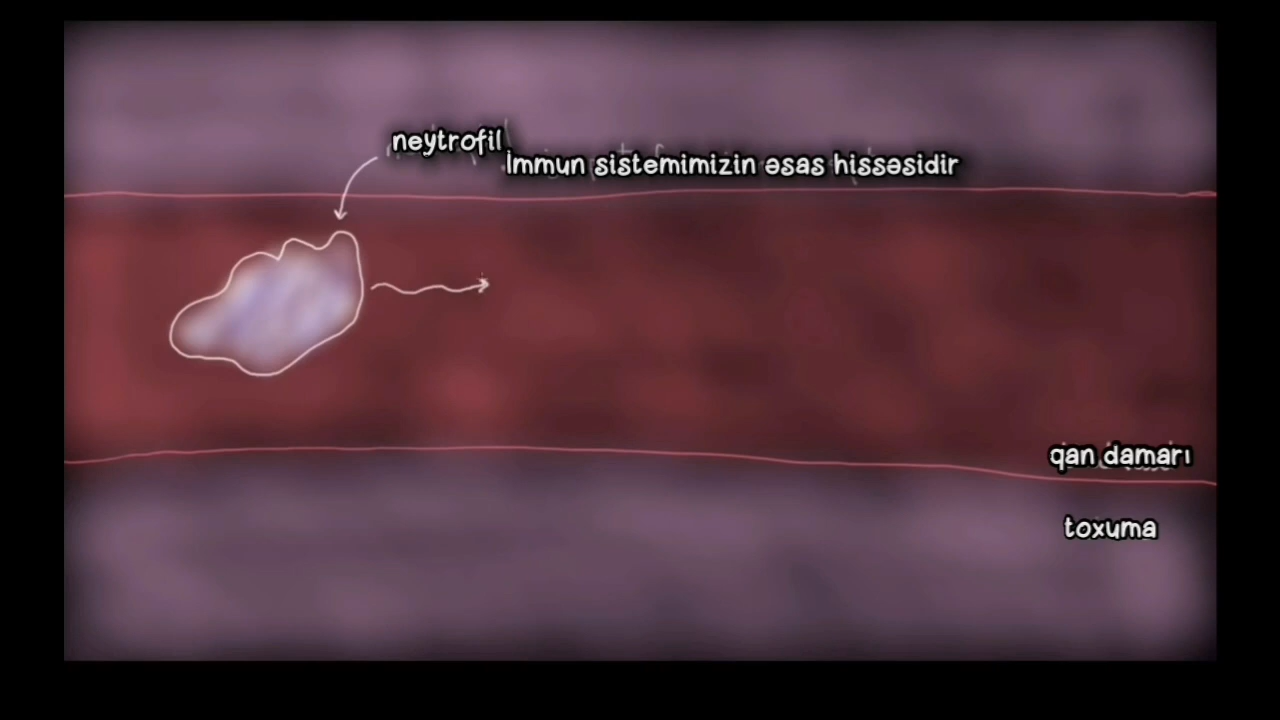 neytrofil
İmmun sistemimizin əsas hissəsidir
qan damarı
toxuma